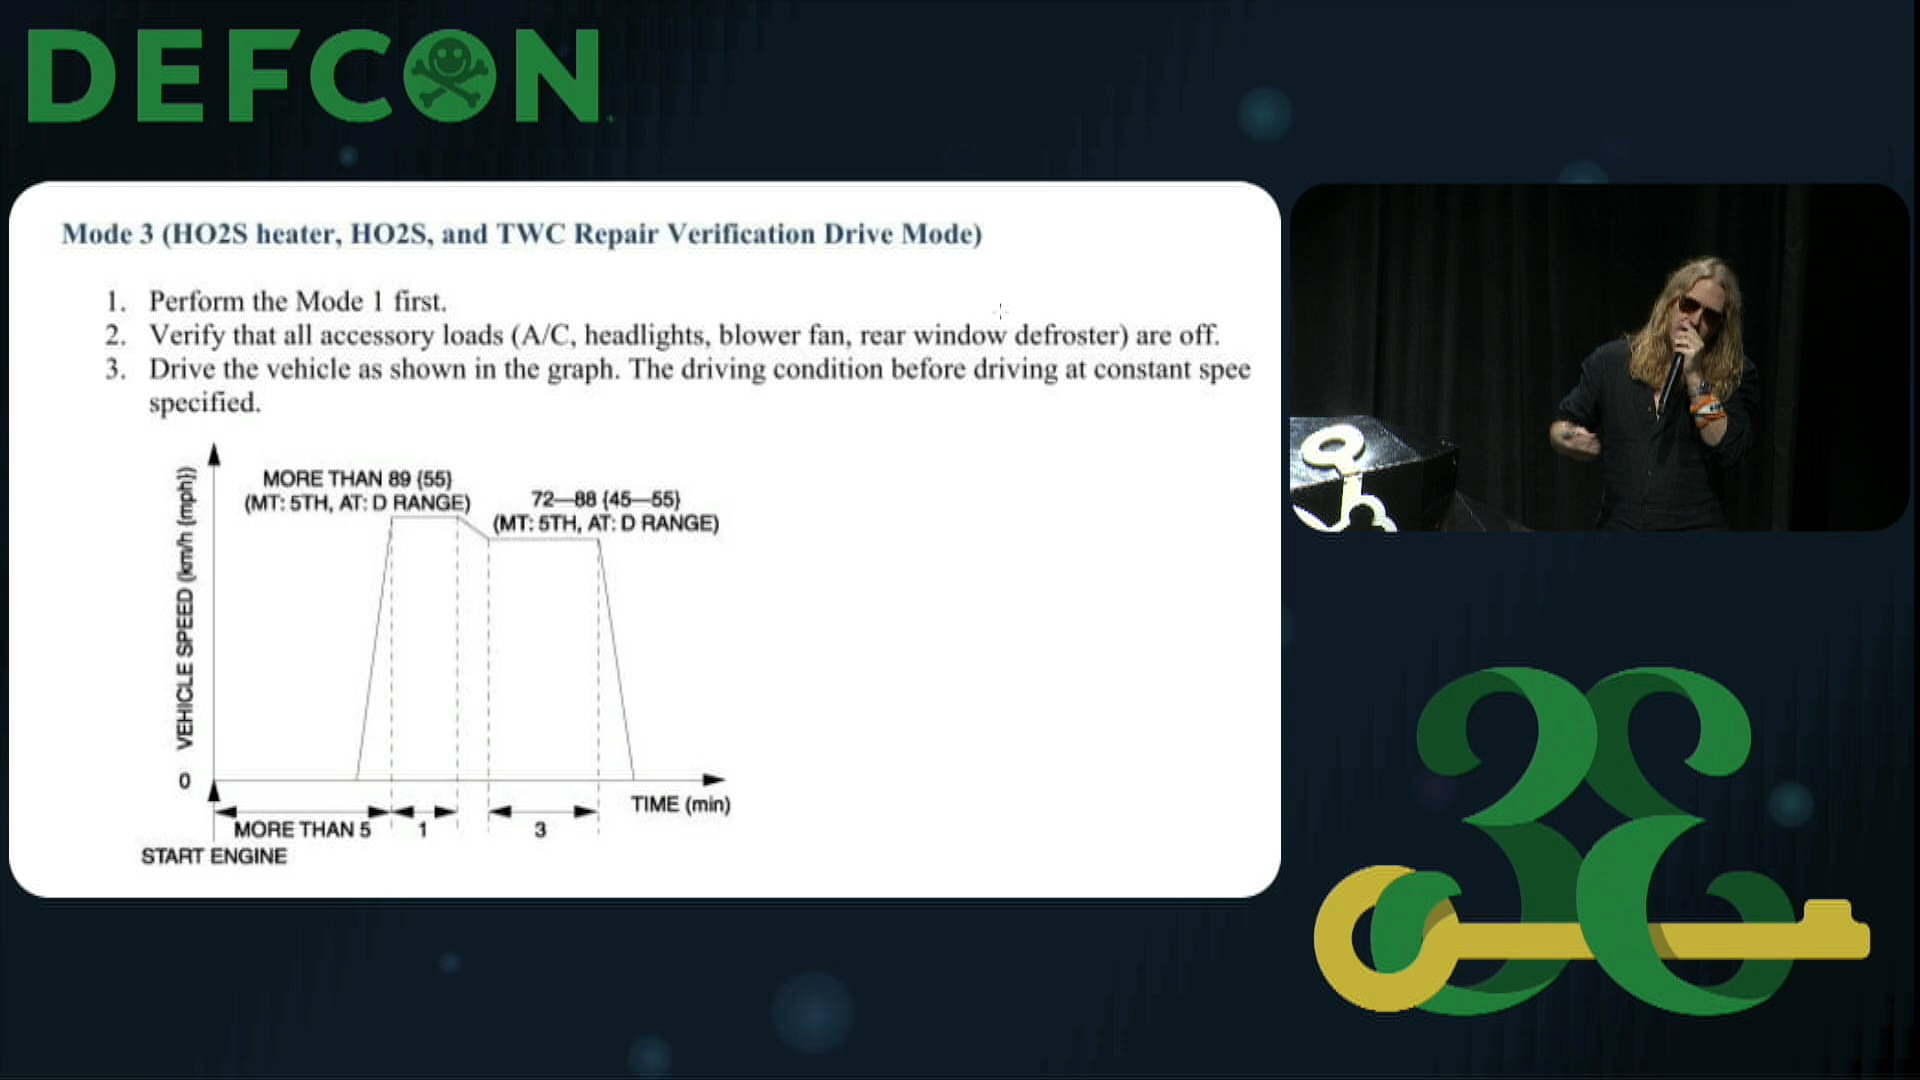 DEFCON
Mode 3 (HO2S heater, HO2S, and TWC Repair Verification Drive Mode)
1. Perform the Mode 1 first.
2. Verify that all accessory loads (A/C, headlights, blower fan, rear window defroster) are off.
3. Drive the vehicle as shown in the graph. The driving condition before driving at constant spee
specified.
MORE THAN 89 {55}
(MT: 5TH, AT: D RANGE)
72—88 {45—55}
(MT: 5TH, AT: D RANGE)
VEHICLE SPEED (km/h {mph})
0
TIME (min)
MORE THAN 5
1
3
START ENGINE